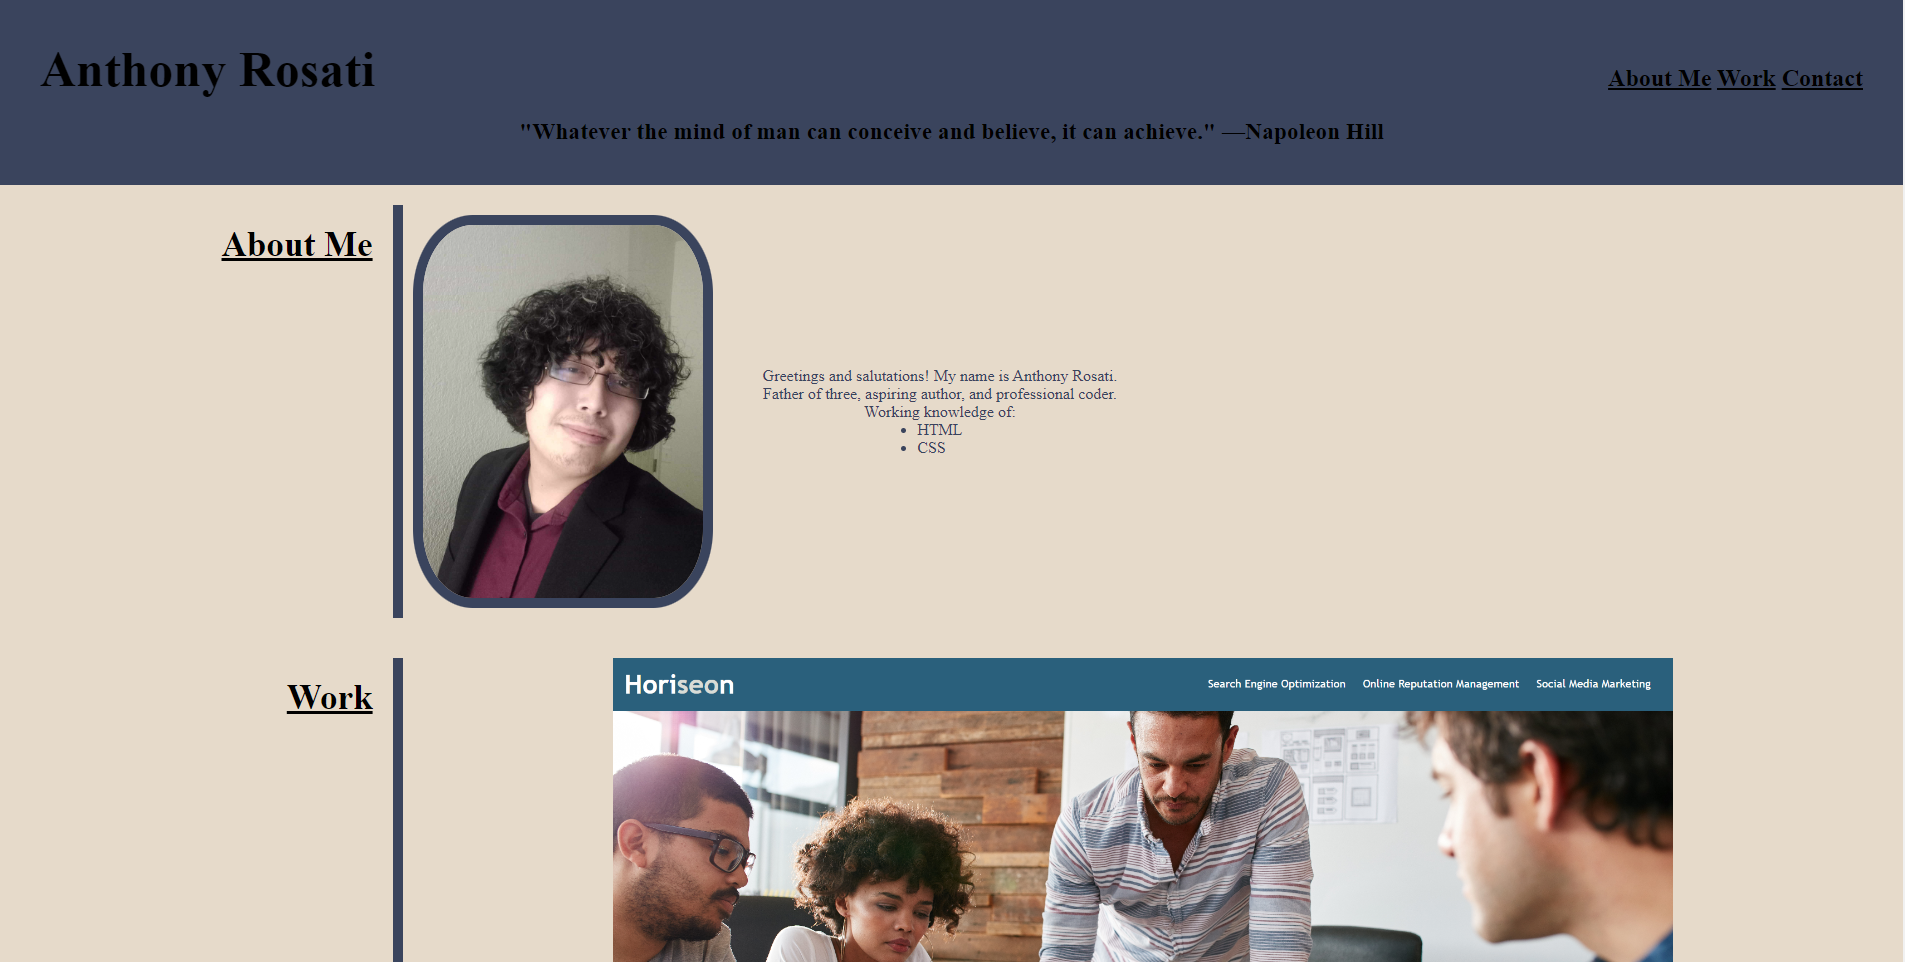 Anthony Rosati
About Me Work Contact
"Whatever the mind of man can conceive and believe, it can achieve." —Napoleon Hill
About Me
Greetings and salutations! My name is Anthony Rosati.
Father of three, aspiring author, and professional coder.
Working knowledge of:
• HTML
• CSS
Work
Horiseon
Search Engine Optimization Online Reputation Management Social Media Marketing